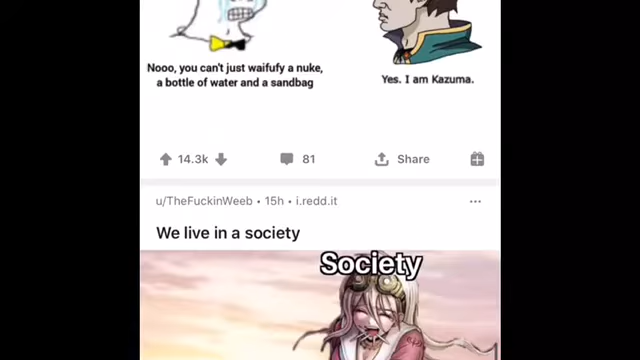 Nooo, you can't just waifufy a nuke,
a bottle of water and a sandbag
Yes. I am Kazuma.
14.3k
81
Share
u/TheFuckinWeeb • 15h • i.redd.it
We live in a society
Society